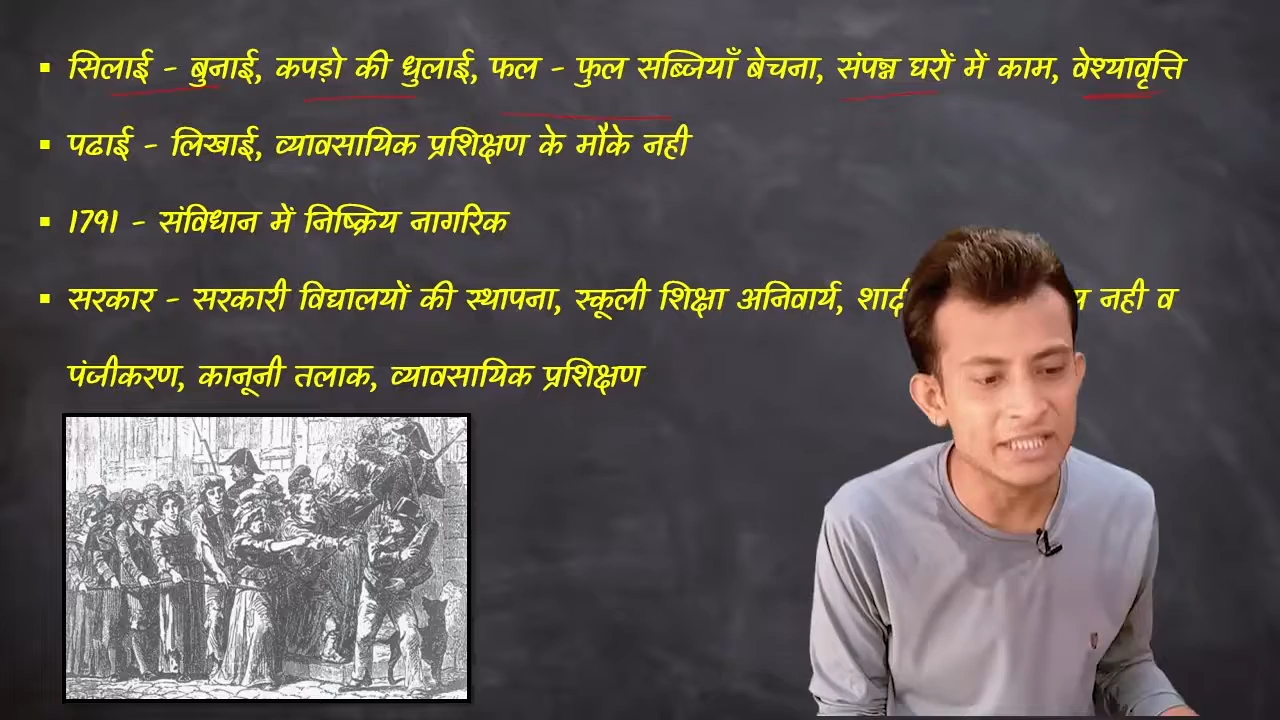 ▪ सिलाई - बुनाई, कपड़ो की धुलाई, फल - फुल सब्जियाँ बेचना, संपन्न घरों में काम, वेश्यावृत्ति
▪ पढाई - लिखाई, व्यावसायिक प्रशिक्षण के मौके नही
▪ 1791 - संविधान में निष्क्रिय नागरिक
▪ सरकार - सरकारी विद्यालयों की स्थापना, स्कूली शिक्षा अनिवार्य, नही व
पंजीकरण, कानूनी तलाक, व्यावसायिक प्रशिक्षण